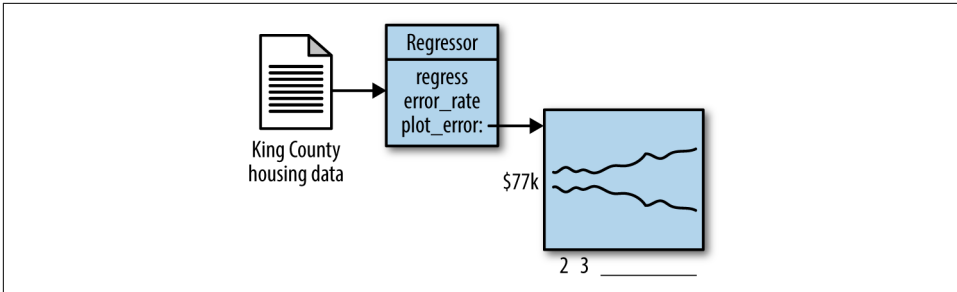 Regressor
regress
error_rate
plot_error:
King County
housing data
$77k
2 3